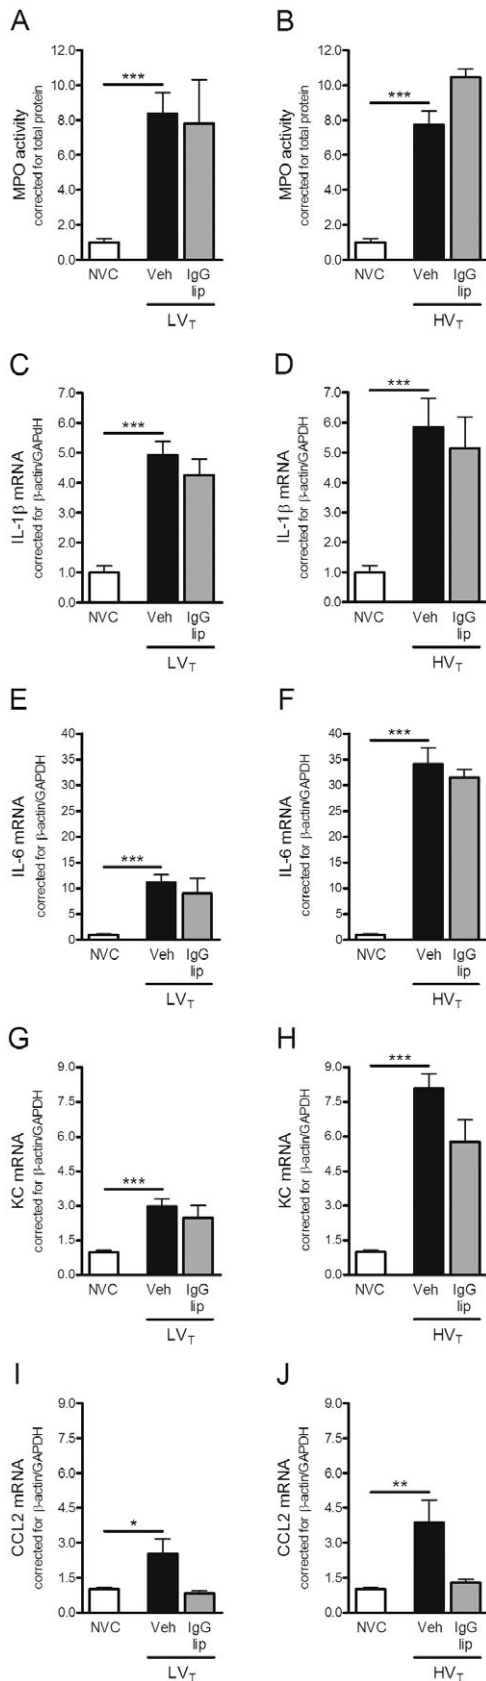 A
MPO activity
corrected for total protein
12.0
10.0
8.0
6.0
4.0
2.0
0.0
***
NVC
Veh
IgG
lip
LVT
B
MPO activity
corrected for total protein
12.0
10.0
8.0
6.0
4.0
2.0
0.0
***
NVC
Veh
IgG
lip
HVT
C
IL-1β mRNA
corrected for β-actin/GAPdH
7.0
6.0
5.0
4.0
3.0
2.0
1.0
0.0
***
NVC
Veh
IgG
lip
LVT
D
IL-1β mRNA
corrected for β-actin/GAPDH
7.0
6.0
5.0
4.0
3.0
2.0
1.0
0.0
***
NVC
Veh
IgG
lip
HVT
E
IL-6 mRNA
corrected for β-actin/GAPDH
40
35
30
25
20
15
10
5
0
***
NVC
Veh
IgG
lip
LVT
F
IL-6 mRNA
corrected for β-actin/GAPDH
40
35
30
25
20
15
10
5
0
***
NVC
Veh
IgG
lip
HVT
G
KC mRNA
corrected for β-actin/GAPDH
9.0
7.5
6.0
4.5
3.0
1.5
0.0
***
NVC
Veh
IgG
lip
LVT
H
KC mRNA
corrected for β-actin/GAPDH
9.0
7.5
6.0
4.5
3.0
1.5
0.0
***
NVC
Veh
IgG
lip
HVT
I
CCL2 mRNA
corrected for β-actin/GAPDH
9.0
7.5
6.0
4.5
3.0
1.5
0.0
*
NVC
Veh
IgG
lip
LVT
J
CCL2 mRNA
corrected for β-actin/GAPDH
9.0
7.5
6.0
4.5
3.0
1.5
0.0
**
NVC
Veh
IgG
lip
HVT